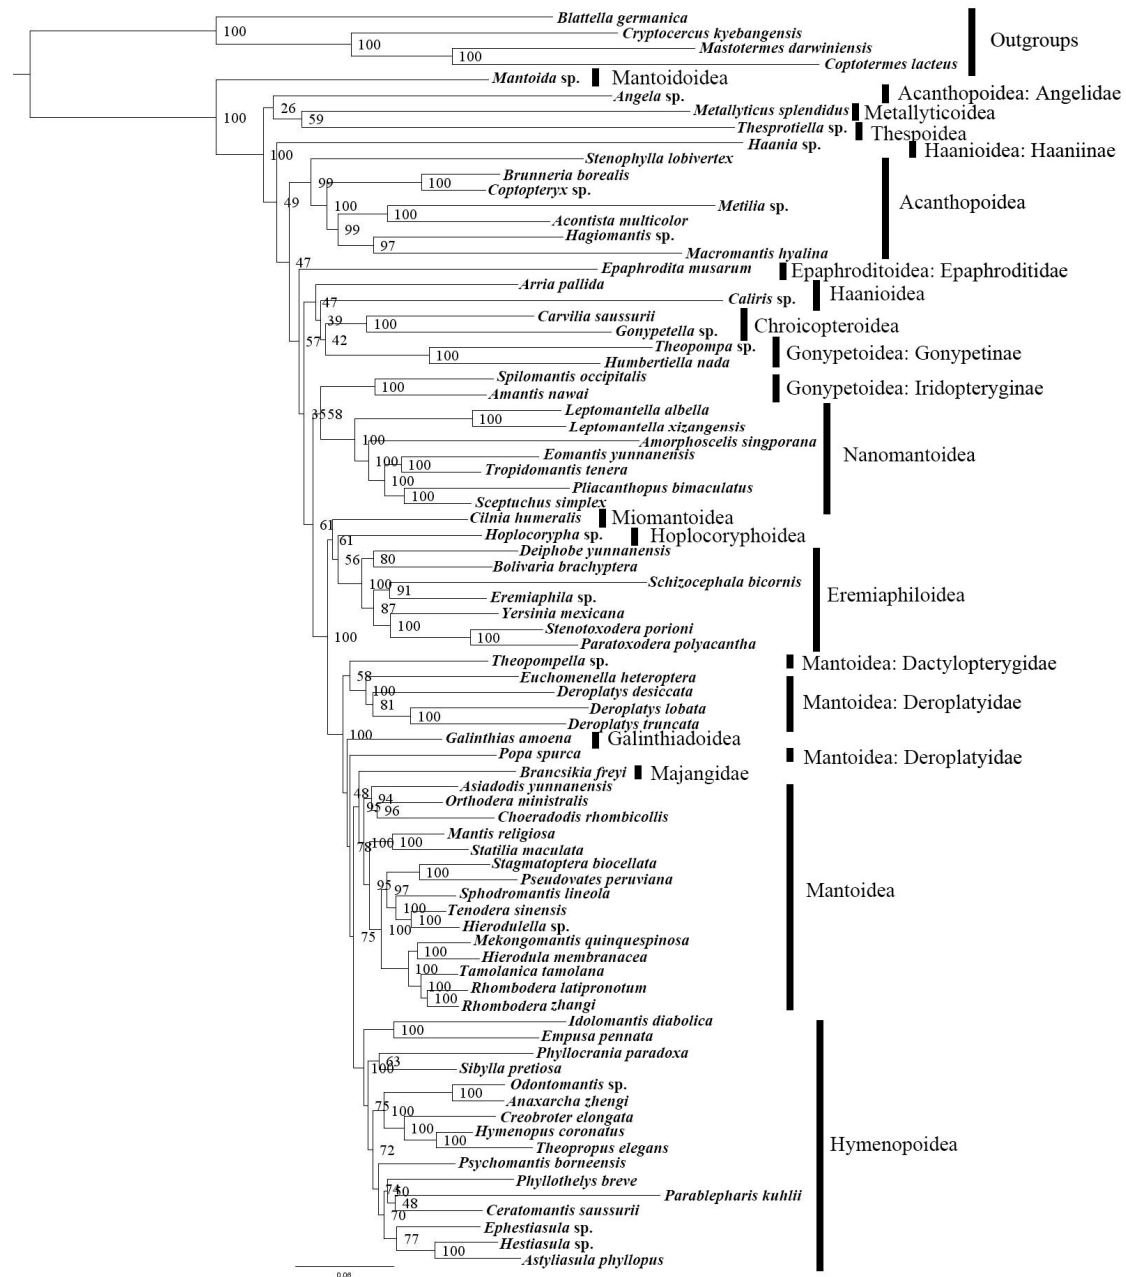 Blattella germanica
100
Cryptocercus kyebangensis
100
Mastotermes darwiniensis
Outgroups
100
Coptotermes lacteus
Mantoida sp.
Mantoidoidea
Angela sp.
Acanthopoidea: Angelidae
26
Metallyticus splendidus
Metallyticoidea
100
59
Thesprotiella sp.
Thespoidea
Haania sp.
Haanioidea: Haaniinae
100
Stenophylla lobivertex
Brunneria borealis
99
100
Coptopteryx sp.
49
100
Metilia sp.
Acanthopoidea
100
Acontista multicolor
99
Hagiomantis sp.
97
Macromantis hyalina
47
Epaphrodita musarum
Epaphroditoidea: Epaphroditidae
Arria pallida
47
Caliris sp.
Haanioidea
Carvilia saussurii
39
100
Chroicopteroidea
Gonypetella sp.
57
42
Theopompa sp.
Gonypetoidea: Gonypetinae
100
Humbertiella nada
Spilomantis occipitalis
100
Gonypetoidea: Iridopteryginae
Amantis nawai
35
58
Leptomantella albella
100
Leptomantella xizangensis
100
Amorphoscelis singporana
Eomantis yunnanensis
Nanomantoidea
100
100
Tropidomantis tenera
100
Pliacanthopus bimaculatus
100
Sceptuchus simplex
Cilnia humeralis
Miomantoidea
61
Hoplocorypha sp.
Hoplocoryphoidea
61
Deiphobe yunnanensis
56
80
Bolivaria brachyptera
100
Schizocephala bicornis
91
Eremiaphila sp.
Eremiaphiloidea
87
Yersinia mexicana
100
Stenotoxodera porioni
100
100
Paratoxodera polyacantha
Theopompella sp.
Mantoidea: Dactylopterygidae
58
Euchomenella heteroptera
100
Deroplatys desiccata
Mantoidea: Deroplatyidae
81
Deroplatys lobata
100
Deroplatys truncata
100
Galinthias amoena
Galinthiadoidea
Popa spurca
Mantoidea: Deroplatyidae
Brancsikia freyi
Majangidae
48
Asiadodis yunnanensis
94
Orthodera ministralis
95
96
Choeradodis rhombicollis
Mantis religiosa
78
100
100
Statilia maculata
Stagmatoptera biocellata
100
Pseudovates peruviana
95
97
Sphodromantis lineola
Mantoidea
100
Tenodera sinensis
100
Hierodulella sp.
75
100
Mekongomantis quinquespinosa
100
Hierodula membranacea
100
Tamolanica tamolana
100
Rhombodera latipronotum
100
Rhombodera zhangi
Idolomantis diabolica
100
Empusa pennata
Phyllocrania paradoxa
63
100
Sibylla pretiosa
Odontomantis sp.
100
Anaxarcha zhengi
75
100
Creobroter elongata
100
Hymenopus coronatus
100
Theopropus elegans
Hymenopoidea
72
Psychomantis borneensis
Phyllothelys breve
74
50
Parablepharis kuhlii
48
Ceratomantis saussurii
70
Ephestiasula sp.
77
Hestiasula sp.
100
Astyliasula phyllopus
0.06